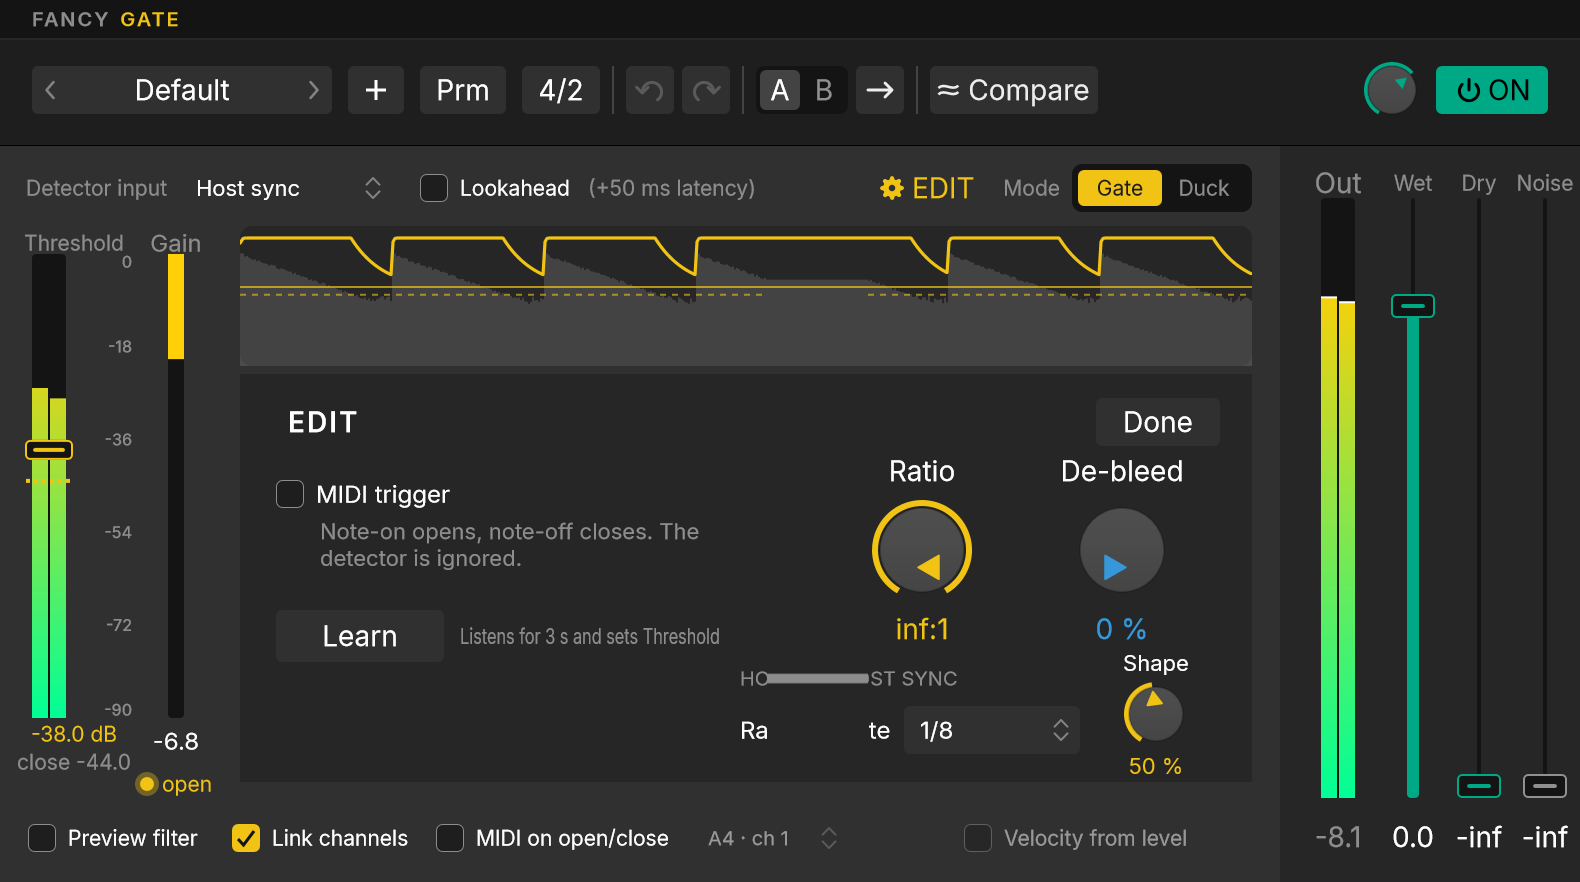 FANCY GATE
Default + Prm 4/2 A B → ≈ Compare ON
Detector input Host sync Lookahead (+50 ms latency) EDIT Mode Gate Duck
Out Wet Dry Noise
Threshold Gain
0
-18
-36
-54
-72
-90
-38.0 dB
close -44.0
-6.8
open
EDIT Done
MIDI trigger
Note-on opens, note-off closes. The
detector is ignored.
Learn Listens for 3 s and sets Threshold
Ratio De-bleed
inf:1 0 %
Shape
50 %
HO ST SYNC
Ra te 1/8
Preview filter Link channels MIDI on open/close A4 · ch 1 Velocity from level
-8.1 0.0 -inf -inf